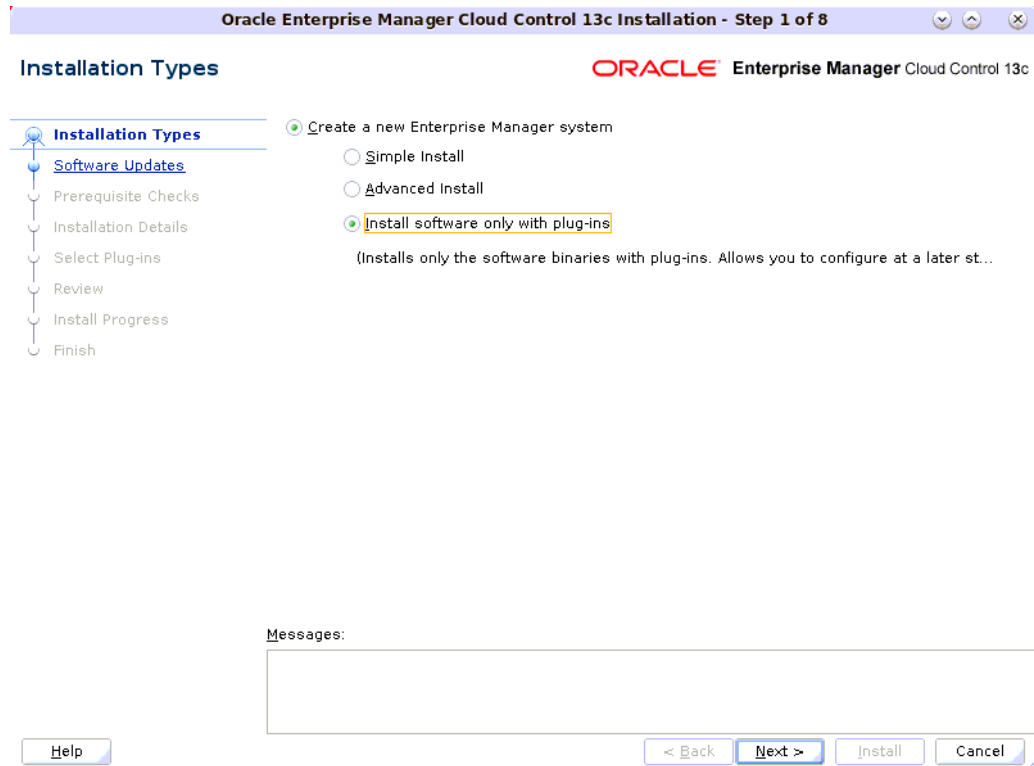 Oracle Enterprise Manager Cloud Control 13c Installation - Step 1 of 8
Installation Types
ORACLE Enterprise Manager Cloud Control 13c
Installation Types
Software Updates
Prerequisite Checks
Installation Details
Select Plug-ins
Review
Install Progress
Finish
Create a new Enterprise Manager system
Simple Install
Advanced Install
Install software only with plug-ins
(Installs only the software binaries with plug-ins. Allows you to configure at a later st...
Messages:
Help
< Back
Next >
Install
Cancel